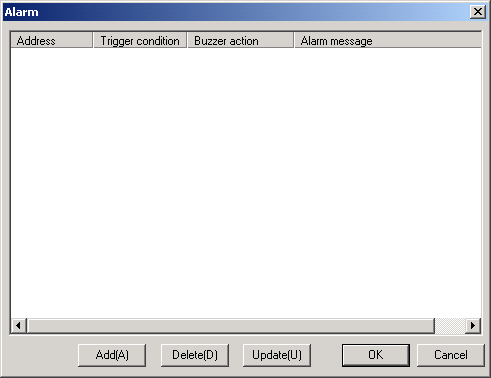 Alarm
Address Trigger condition Buzzer action Alarm message
Add(A) Delete(D) Update(U) OK Cancel